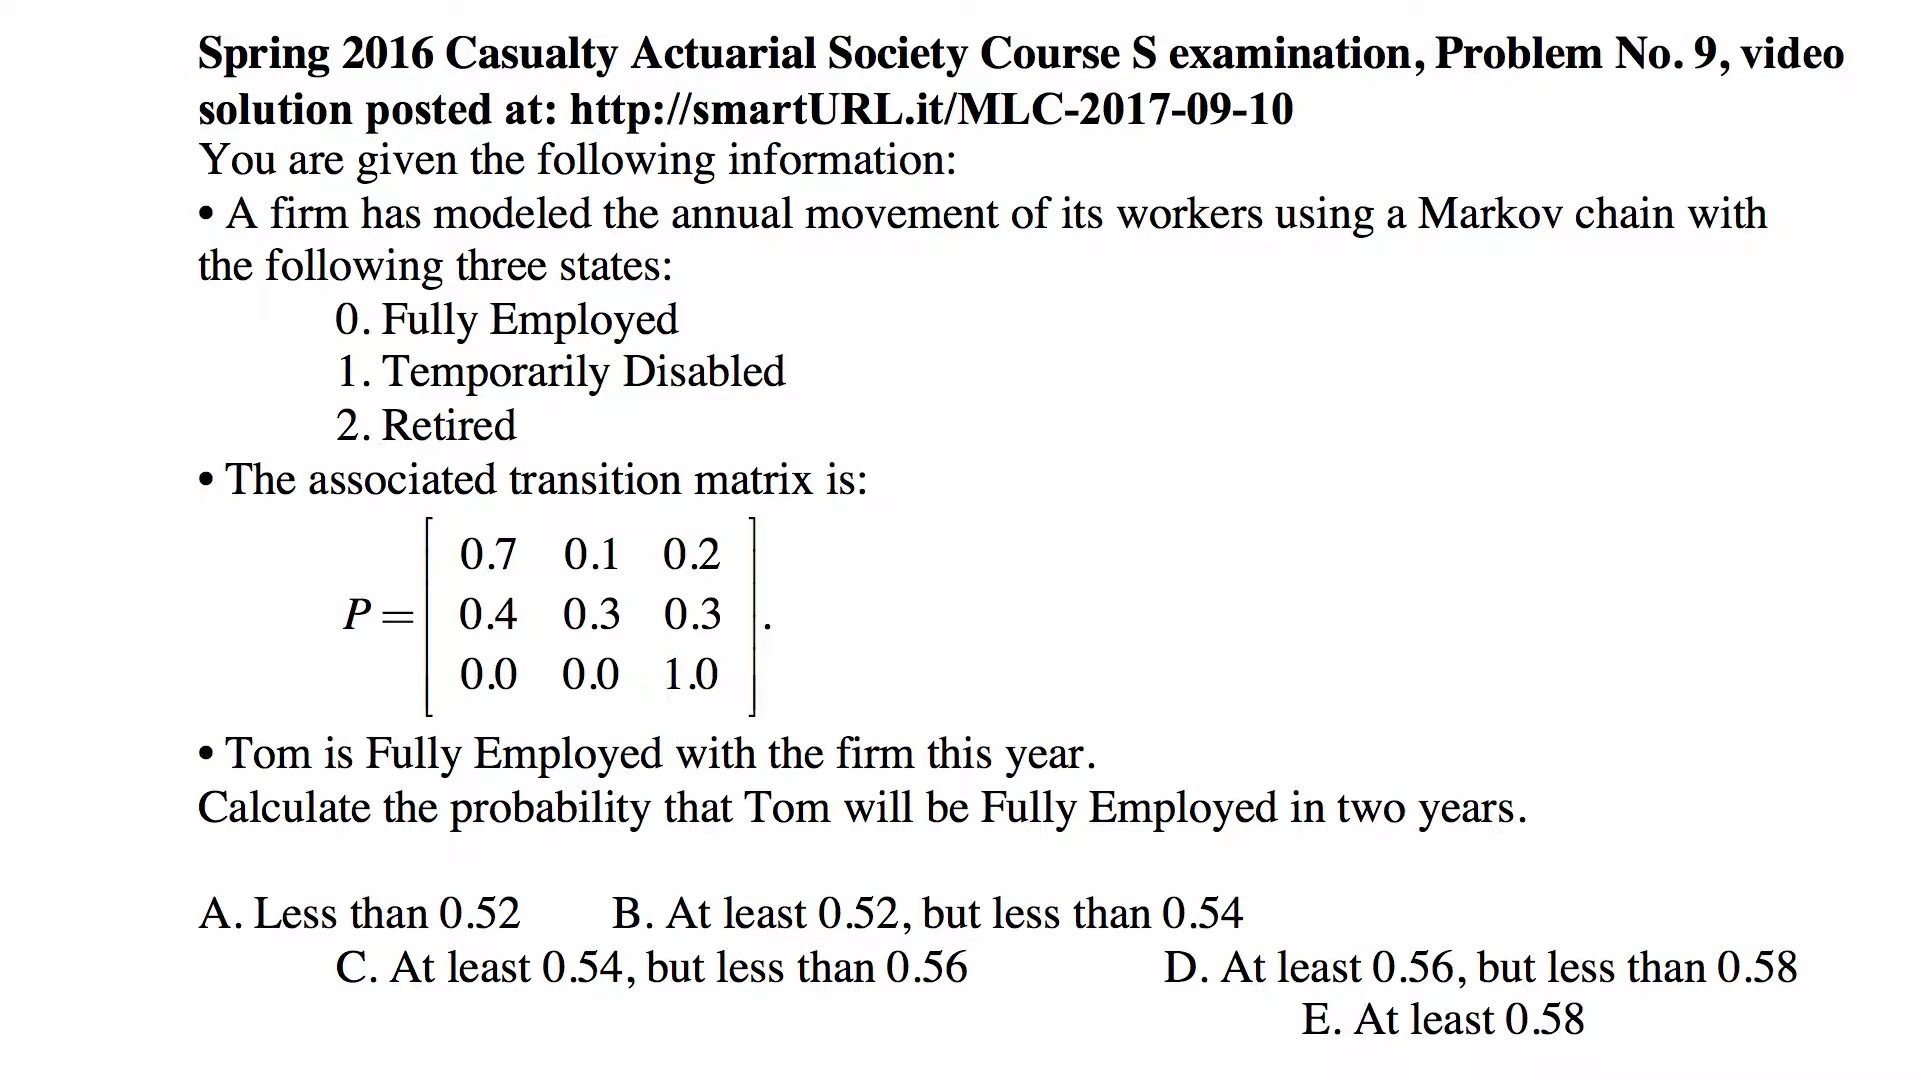 Spring 2016 Casualty Actuarial Society Course S examination, Problem No. 9, video
solution posted at: http://smartURL.it/MLC-2017-09-10
You are given the following information:
• A firm has modeled the annual movement of its workers using a Markov chain with
the following three states:
0. Fully Employed
1. Temporarily Disabled
2. Retired
• The associated transition matrix is:
0.7 0.1 0.2
P = 0.4 0.3 0.3 .
0.0 0.0 1.0
• Tom is Fully Employed with the firm this year.
Calculate the probability that Tom will be Fully Employed in two years.
A. Less than 0.52 B. At least 0.52, but less than 0.54
C. At least 0.54, but less than 0.56 D. At least 0.56, but less than 0.58
E. At least 0.58